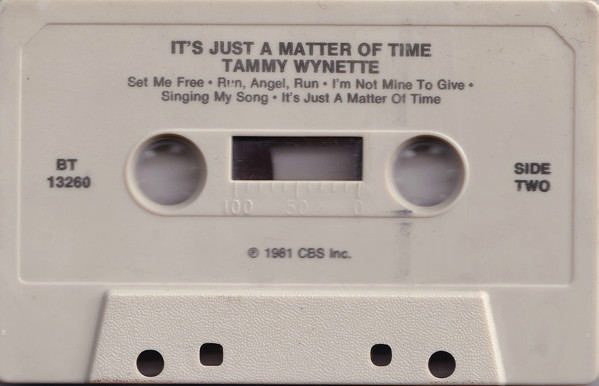 IT'S JUST A MATTER OF TIME
TAMMY WYNETTE
Set Me Free • Run, Angel, Run • I'm Not Mine To Give •
Singing My Song • It's Just A Matter Of Time
BT
13260
SIDE
TWO
100 50 0
℗ 1981 CBS Inc.